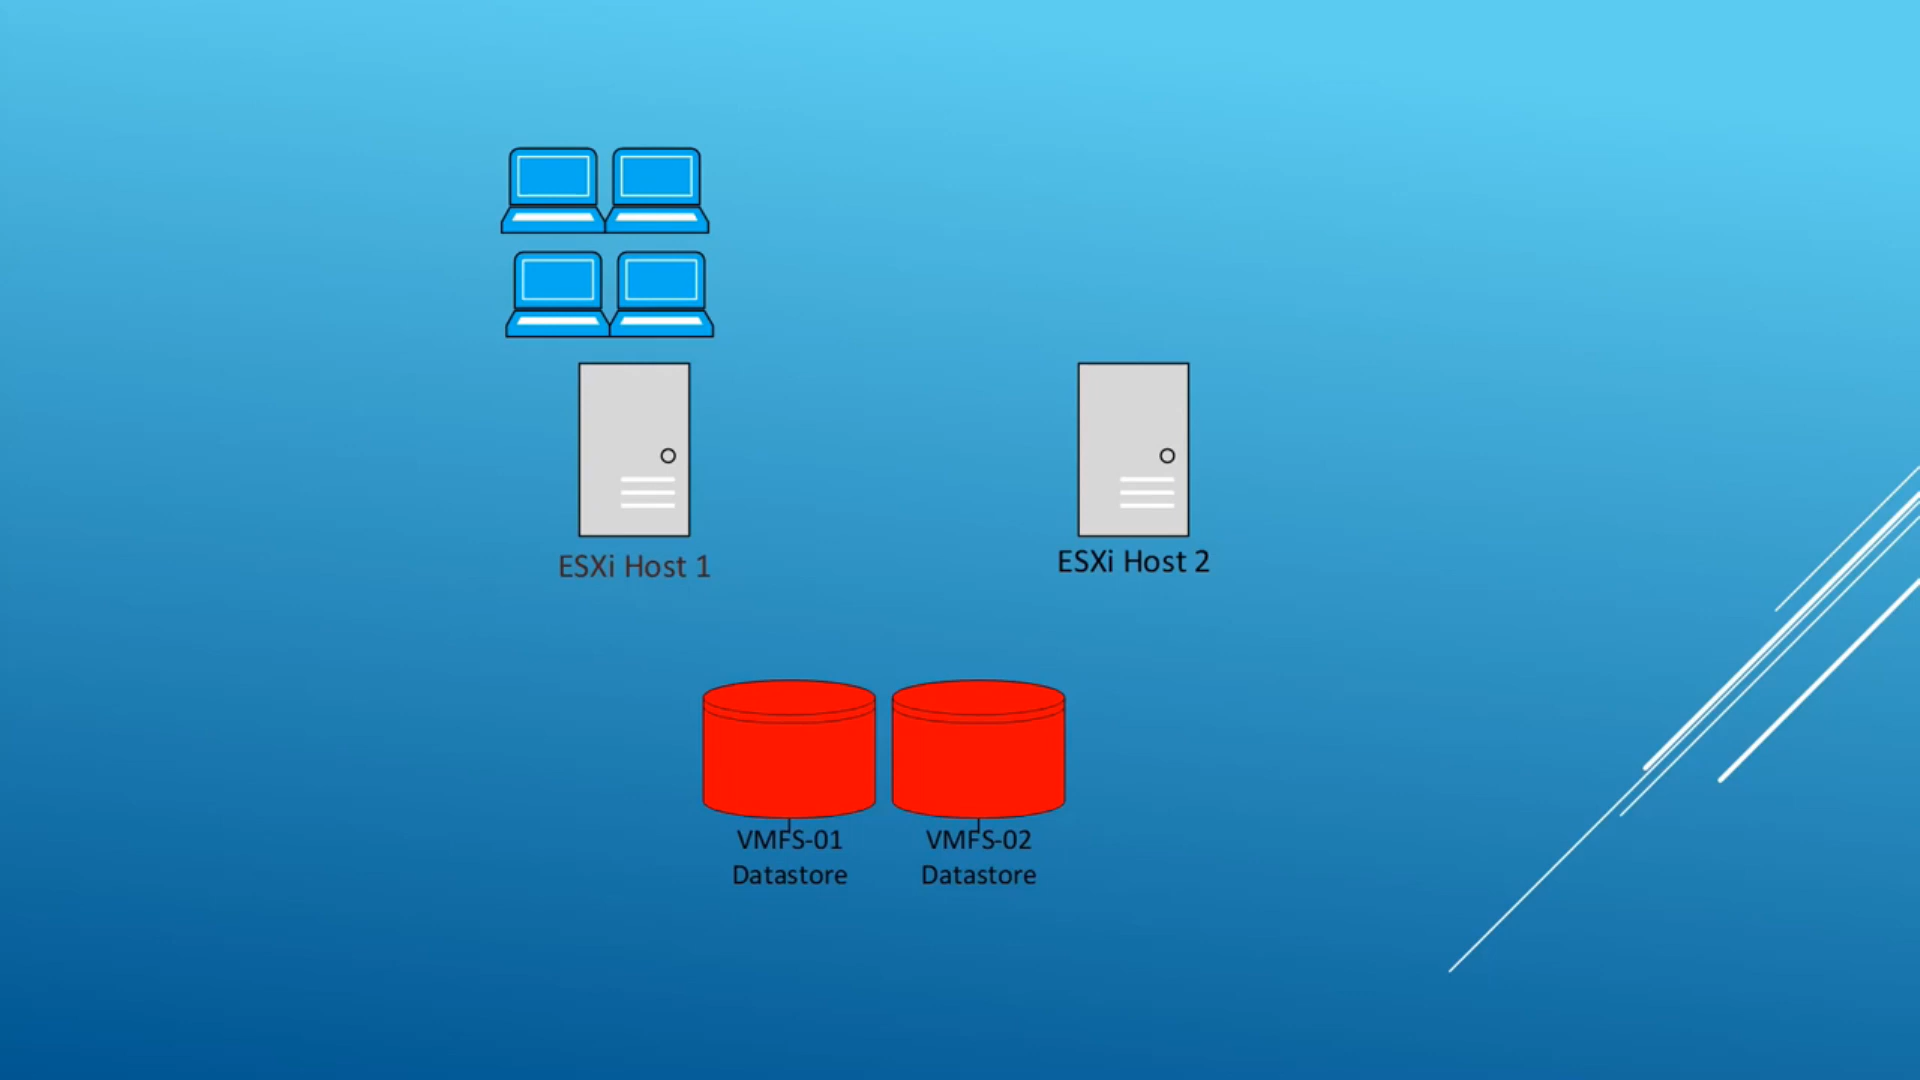 ESXi Host 1
ESXi Host 2
VMFS-01
Datastore
VMFS-02
Datastore